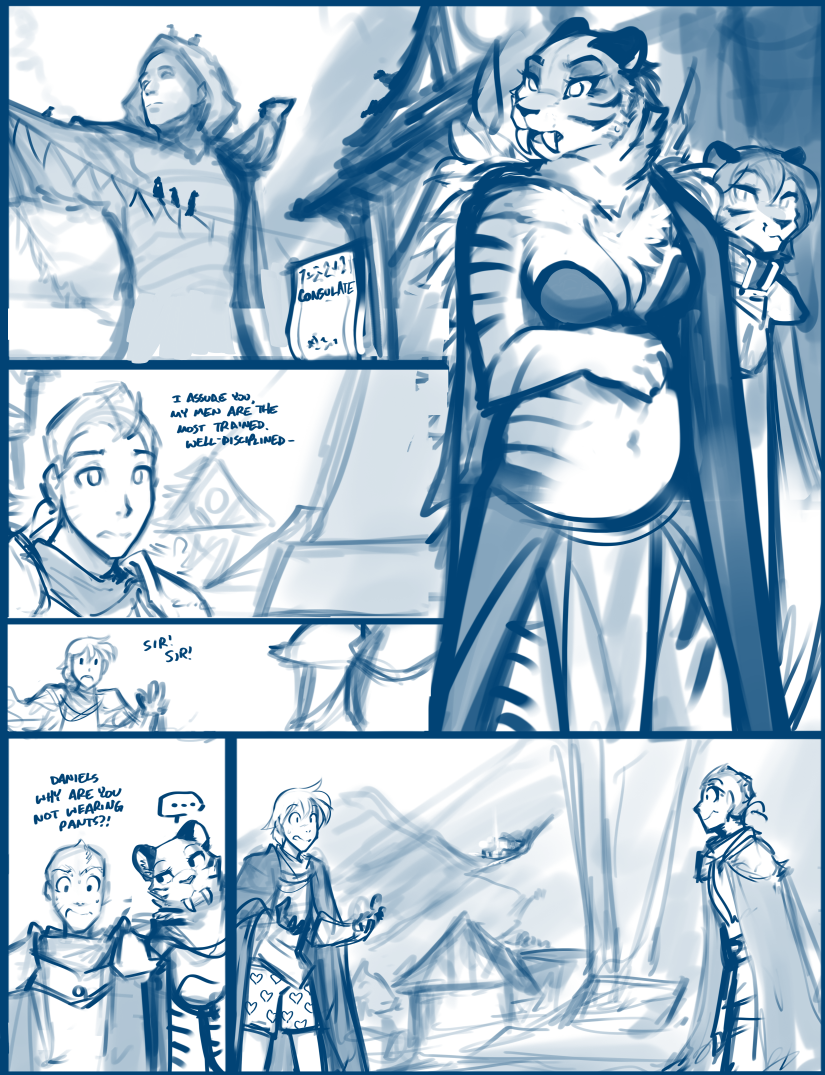 CONSULATE
I ASSURE YOU,
MY MEN ARE THE
MOST TRAINED.
WELL-DISCIPLINED-
SIR!
SIR!
...
DANIELS
WHY ARE YOU
NOT WEARING
PANTS?!